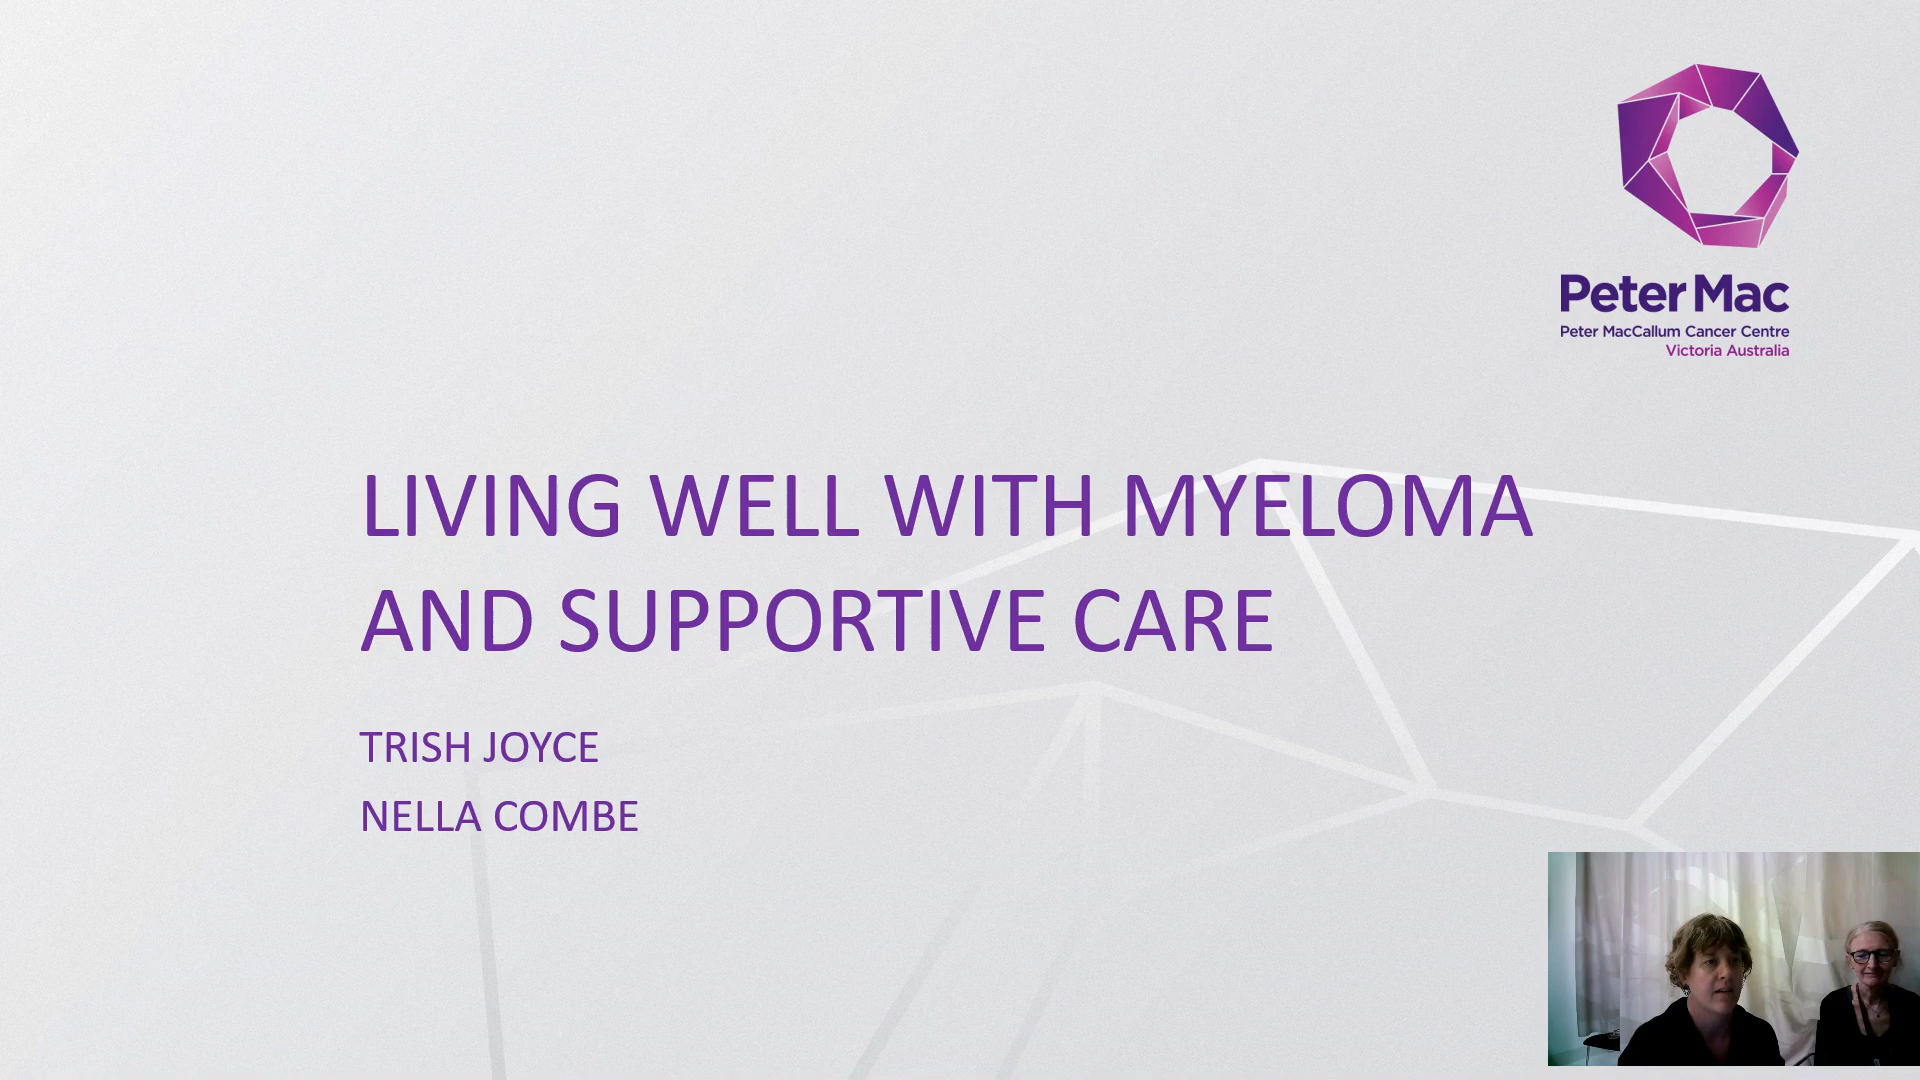 Peter Mac
Peter MacCallum Cancer Centre
Victoria Australia
LIVING WELL WITH MYELOMA
AND SUPPORTIVE CARE
TRISH JOYCE
NELLA COMBE